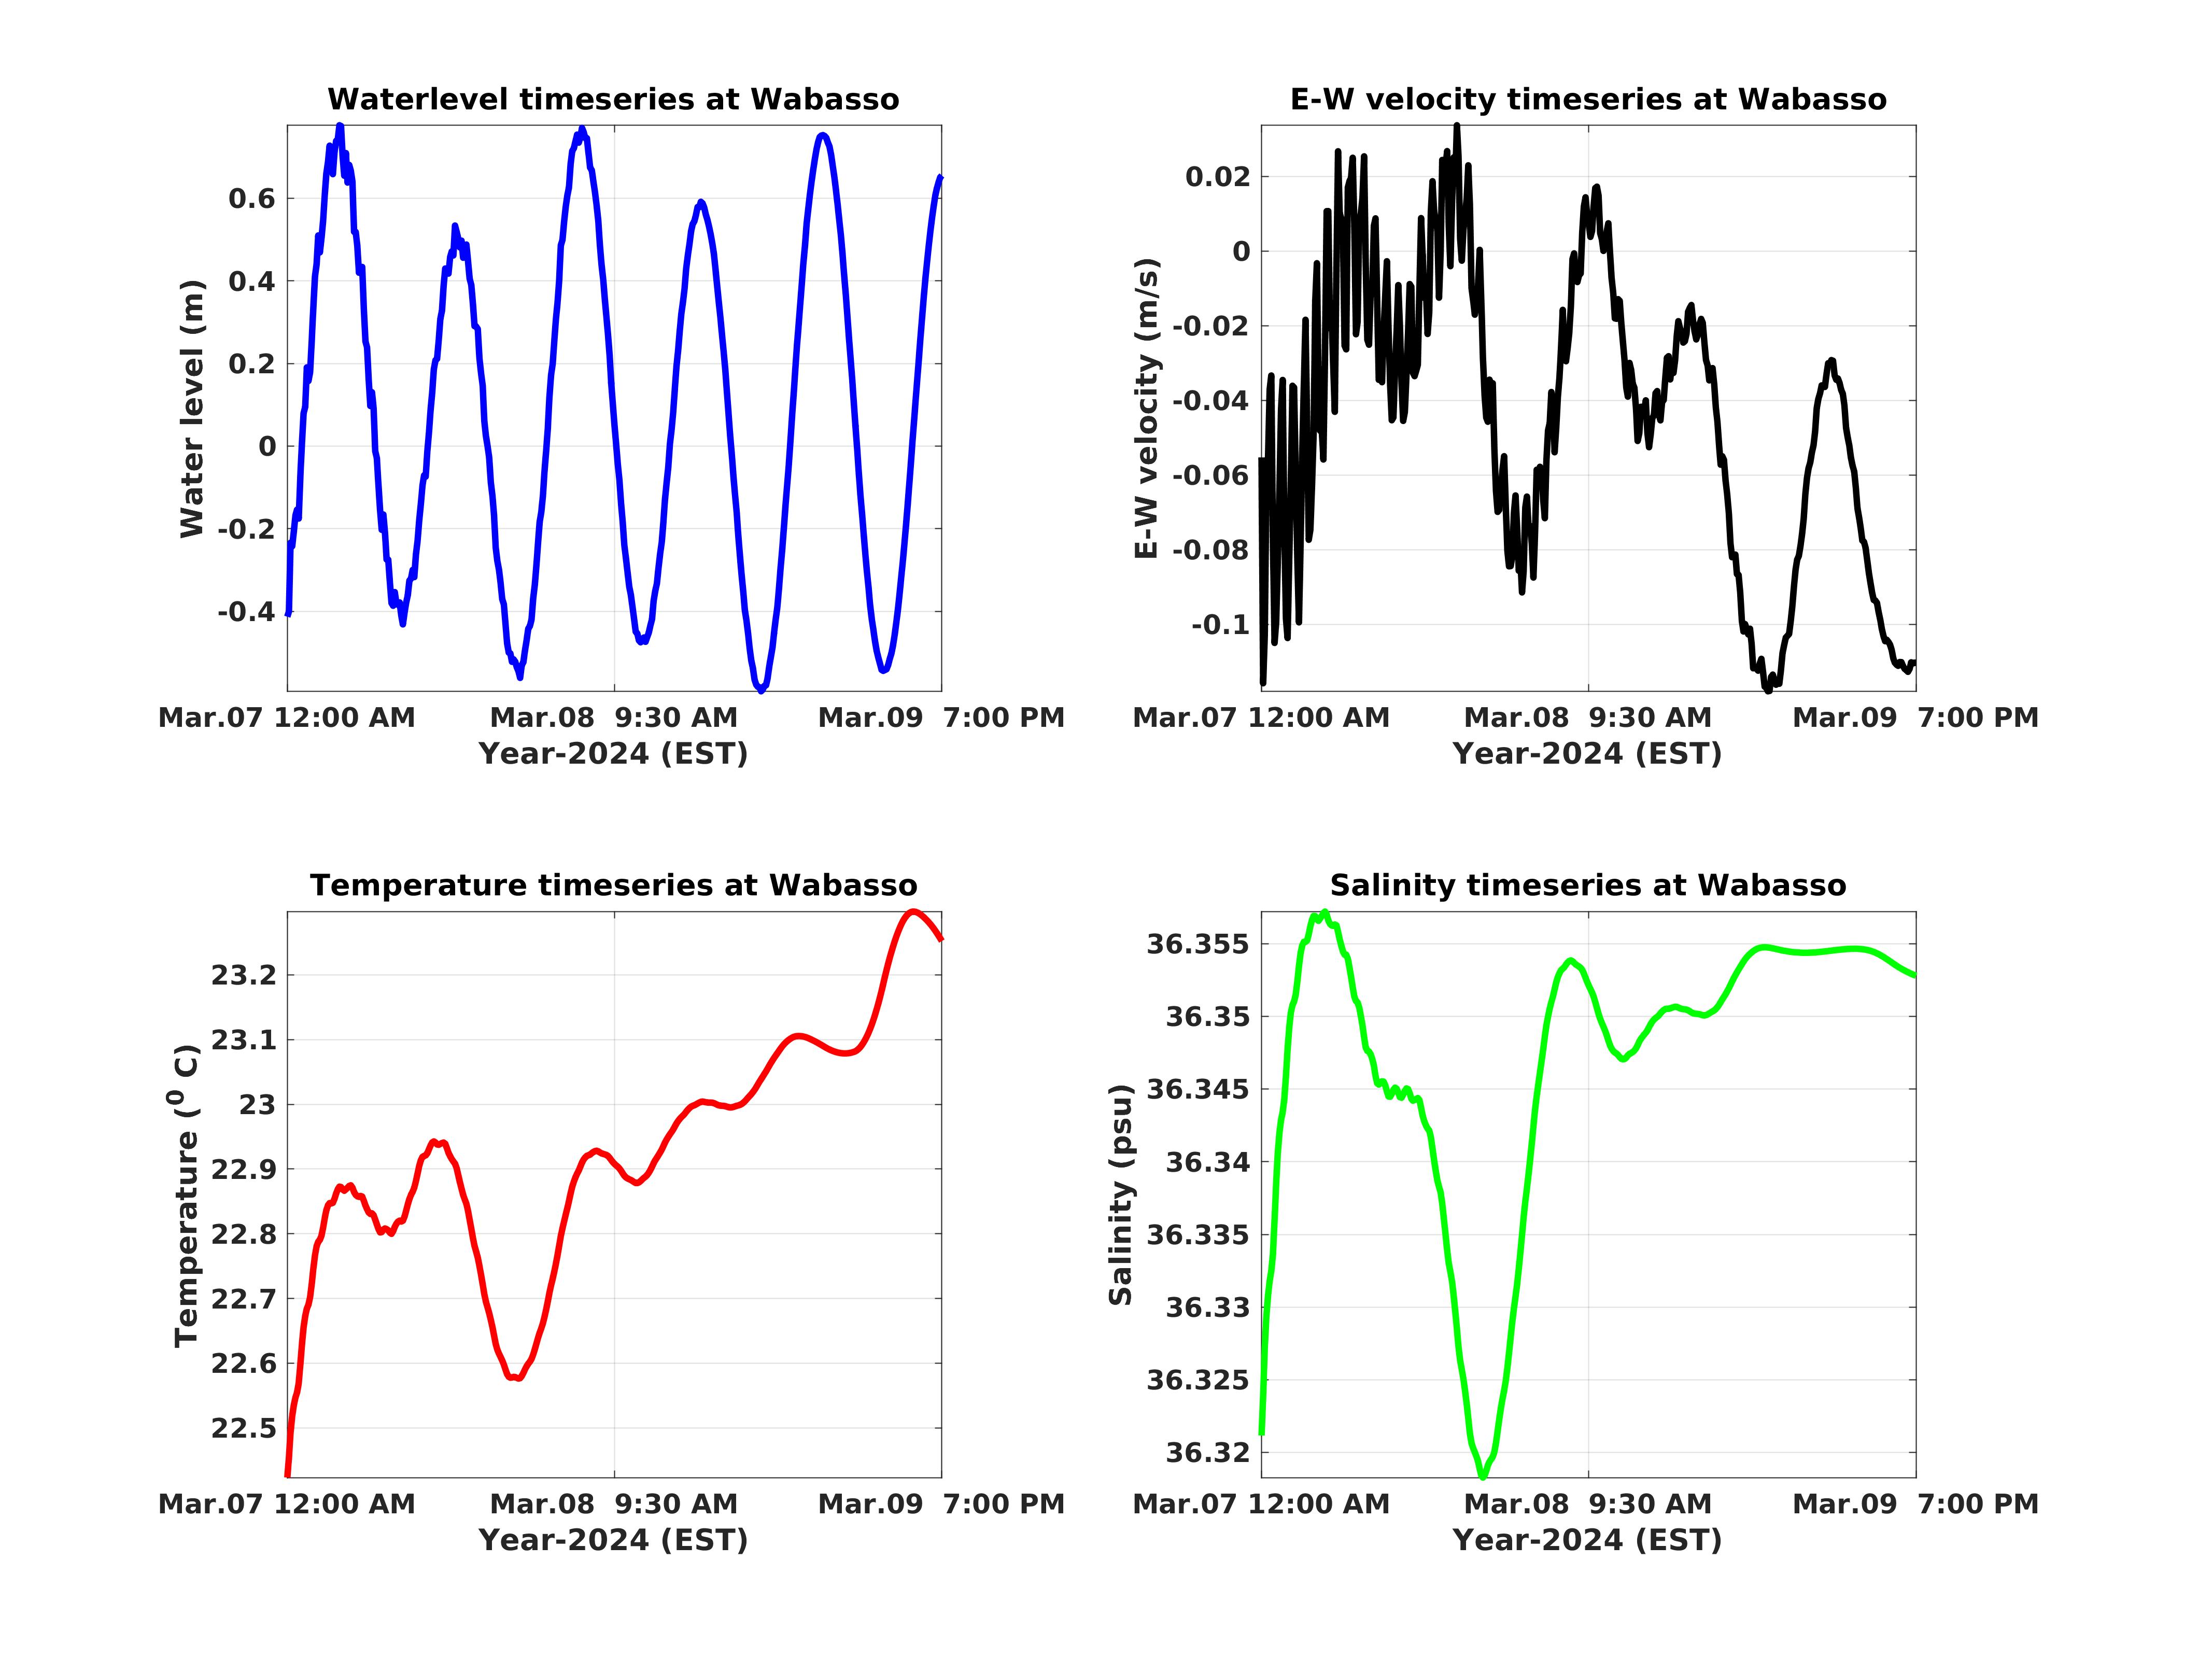 Waterlevel timeseries at Wabasso
0.6
0.4
0.2
0
-0.2
-0.4
Water level (m)
Mar.07 12:00 AM Mar.08 9:30 AM Mar.09 7:00 PM
Year-2024 (EST)
E-W velocity timeseries at Wabasso
0.02
0
-0.02
-0.04
-0.06
-0.08
-0.1
E-W velocity (m/s)
Mar.07 12:00 AM Mar.08 9:30 AM Mar.09 7:00 PM
Year-2024 (EST)
Temperature timeseries at Wabasso
23.2
23.1
23
22.9
22.8
22.7
22.6
22.5
Temperature (⁰ C)
Mar.07 12:00 AM Mar.08 9:30 AM Mar.09 7:00 PM
Year-2024 (EST)
Salinity timeseries at Wabasso
36.355
36.35
36.345
36.34
36.335
36.33
36.325
36.32
Salinity (psu)
Mar.07 12:00 AM Mar.08 9:30 AM Mar.09 7:00 PM
Year-2024 (EST)